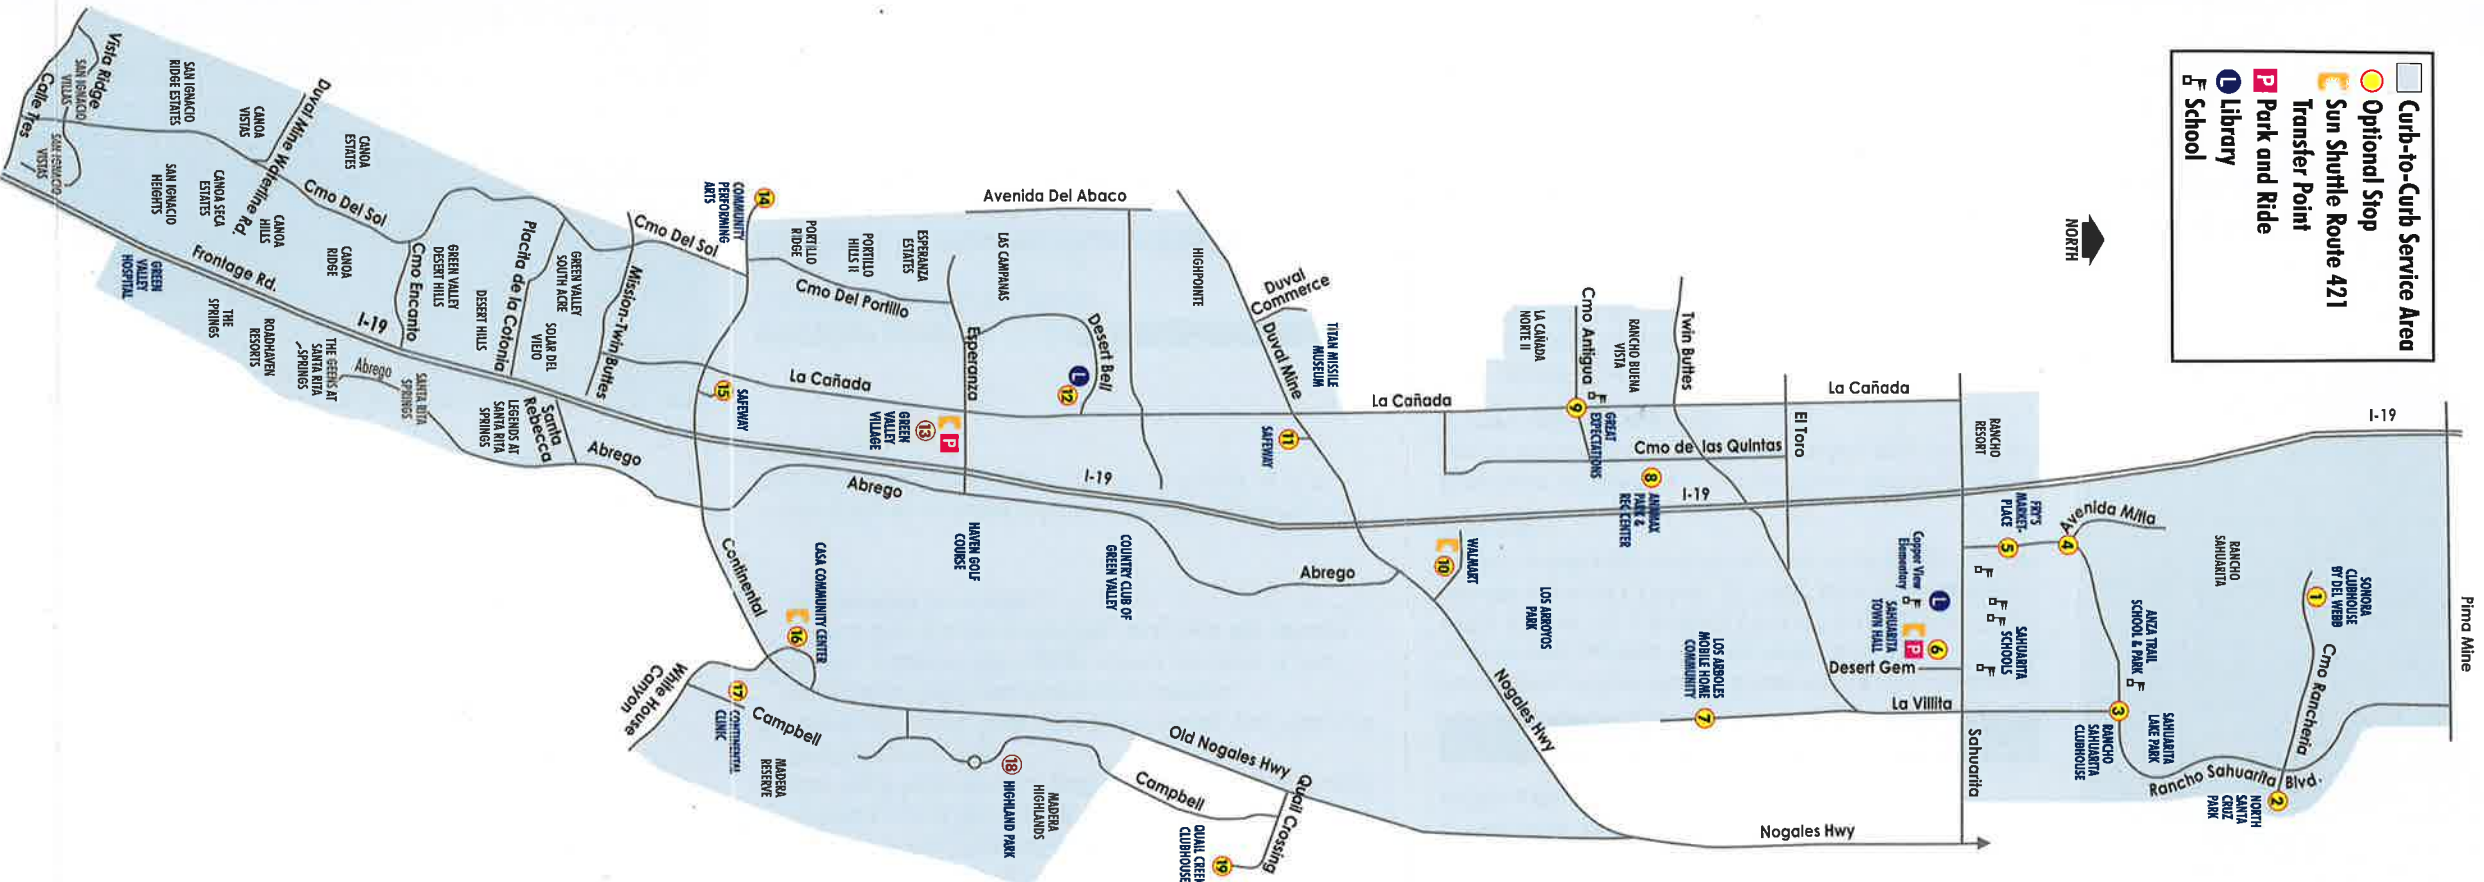 Curb-to-Curb Service Area
Optional Stop
Sun Shuttle Route 421
Transfer Point
P Park and Ride
L Library
School
NORTH
Pima Mine
I-19
SONORA
CLUBHOUSE
BY DEL WEBB
1
Cmo Rancheria
NORTH
SANTA
CRUZ
PARK
2
Rancho Sahuarita Blvd.
RANCHO
SAHUARITA
SAHUARITA
LAKE PARK
ANZA TRAIL
SCHOOL & PARK
3
RANCHO
SAHUARITA
CLUBHOUSE
Avenida Mitla
4
FRY'S
MARKET-
PLACE
5
SAHUARITA
SCHOOLS
RANCHO
RESORT
Sahuarita
L
6
P
SAHUARITA
TOWN HALL
Copper View
Elementary
Desert Gem
La Villita
La Cañada
El Toro
Nogales Hwy
Twin Buttes
Cmo de las Quintas
I-19
LOS ARBOLES
MOBILE HOME
COMMUNITY
7
ANAMAX
PARK &
REC CENTER
8
RANCHO BUENA
VISTA
Cmo Antigua
GREAT
EXPECTATIONS
9
LA CAÑADA
NORTE II
LOS ARROYOS
PARK
Nogales Hwy
WALMART
10
La Cañada
Abrego
TITAN MISSILE
MUSEUM
Duval
Commerce
Duval Mine
SAFEWAY
11
HIGHPOINTE
Quail Crossing
Old Nogales Hwy
QUAIL CREEK
CLUBHOUSE
19
Campbell
Avenida Del Abaco
Desert Bell
L
12
I-19
COUNTRY CLUB OF
GREEN VALLEY
LAS CAMPANAS
Esperanza
MADERA
HIGHLANDS
HIGHLAND PARK
18
HAVEN GOLF
COURSE
ESPERANZA
ESTATES
P
13
GREEN
VALLEY
VILLAGE
PORTILLO
HILLS II
Cmo Del Portillo
PORTILLO
RIDGE
La Cañada
Abrego
CASA COMMUNITY CENTER
16
14
COMMUNITY
PERFORMING
ARTS
SAFEWAY
15
Continental
Campbell
MADERA
RESERVE
17
CONTINENTAL
CLINIC
White House
Canyon
Cmo Del Sol
Mission-Twin Buttes
Abrego
GREEN VALLEY
SOUTH ACRE
SOLAR DEL
VIEJO
Santa
Rebecca
Placita de la Colonia
LEGENDS AT
SANTA RITA
SPRINGS
DESERT HILLS
GREEN VALLEY
DESERT HILLS
Cmo Encanto
SANTA RITA
SPRINGS
Abrego
I-19
Cmo Del Sol
CANOA
ESTATES
CANOA
RIDGE
THE GREENS AT
SANTA RITA
SPRINGS
Duval Mine Waterline Rd.
CANOA
HILLS
ROADHAVEN
RESORTS
Frontage Rd.
CANOA
VISTAS
CANOA SECA
ESTATES
THE
SPRINGS
SAN IGNACIO
RIDGE ESTATES
SAN IGNACIO
HEIGHTS
GREEN
VALLEY
HOSPITAL
Vista Ridge
SAN IGNACIO
VILLAS
SAN IGNACIO
VISTAS
Calle Tres